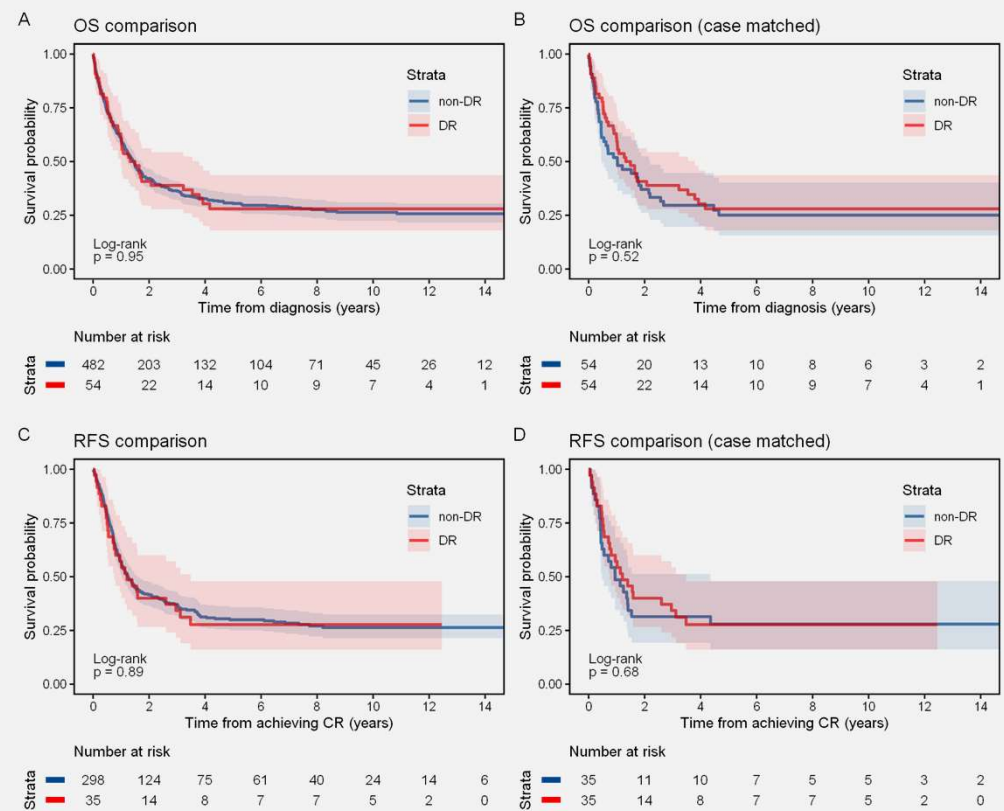 A
OS comparison
Survival probability
1.00
0.75
0.50
0.25
0.00
Strata
non-DR
DR
Log-rank
p = 0.95
0 2 4 6 8 10 12 14
Time from diagnosis (years)
Number at risk
Strata
482 203 132 104 71 45 26 12
54 22 14 10 9 7 4 1
B
OS comparison (case matched)
Survival probability
1.00
0.75
0.50
0.25
0.00
Strata
non-DR
DR
Log-rank
p = 0.52
0 2 4 6 8 10 12 14
Time from diagnosis (years)
Number at risk
Strata
54 20 13 10 8 6 3 2
54 22 14 10 9 7 4 1
C
RFS comparison
Survival probability
1.00
0.75
0.50
0.25
0.00
Strata
non-DR
DR
Log-rank
p = 0.89
0 2 4 6 8 10 12 14
Time from achieving CR (years)
Number at risk
Strata
298 124 75 61 40 24 14 6
35 14 8 7 7 5 2 0
D
RFS comparison (case matched)
Survival probability
1.00
0.75
0.50
0.25
0.00
Strata
non-DR
DR
Log-rank
p = 0.68
0 2 4 6 8 10 12 14
Time from achieving CR (years)
Number at risk
Strata
35 11 10 7 5 5 3 2
35 14 8 7 7 5 2 0